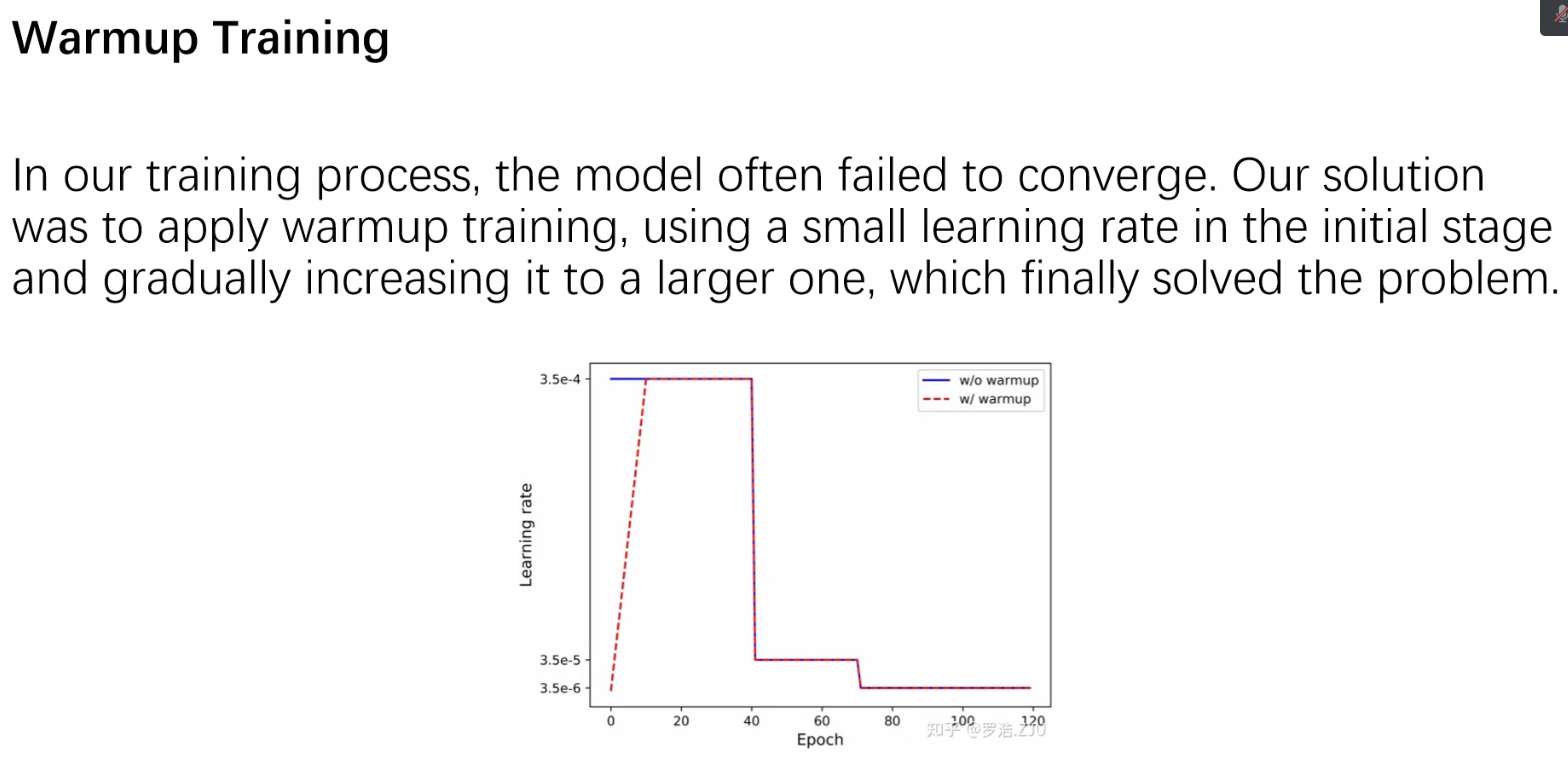 Warmup Training
In our training process, the model often failed to converge. Our solution
was to apply warmup training, using a small learning rate in the initial stage
and gradually increasing it to a larger one, which finally solved the problem.
3.5e-4
w/o warmup
w/ warmup
Learning rate
3.5e-5
3.5e-6
0 20 40 60 80 100 120
知乎 @罗浩.ZJU
Epoch